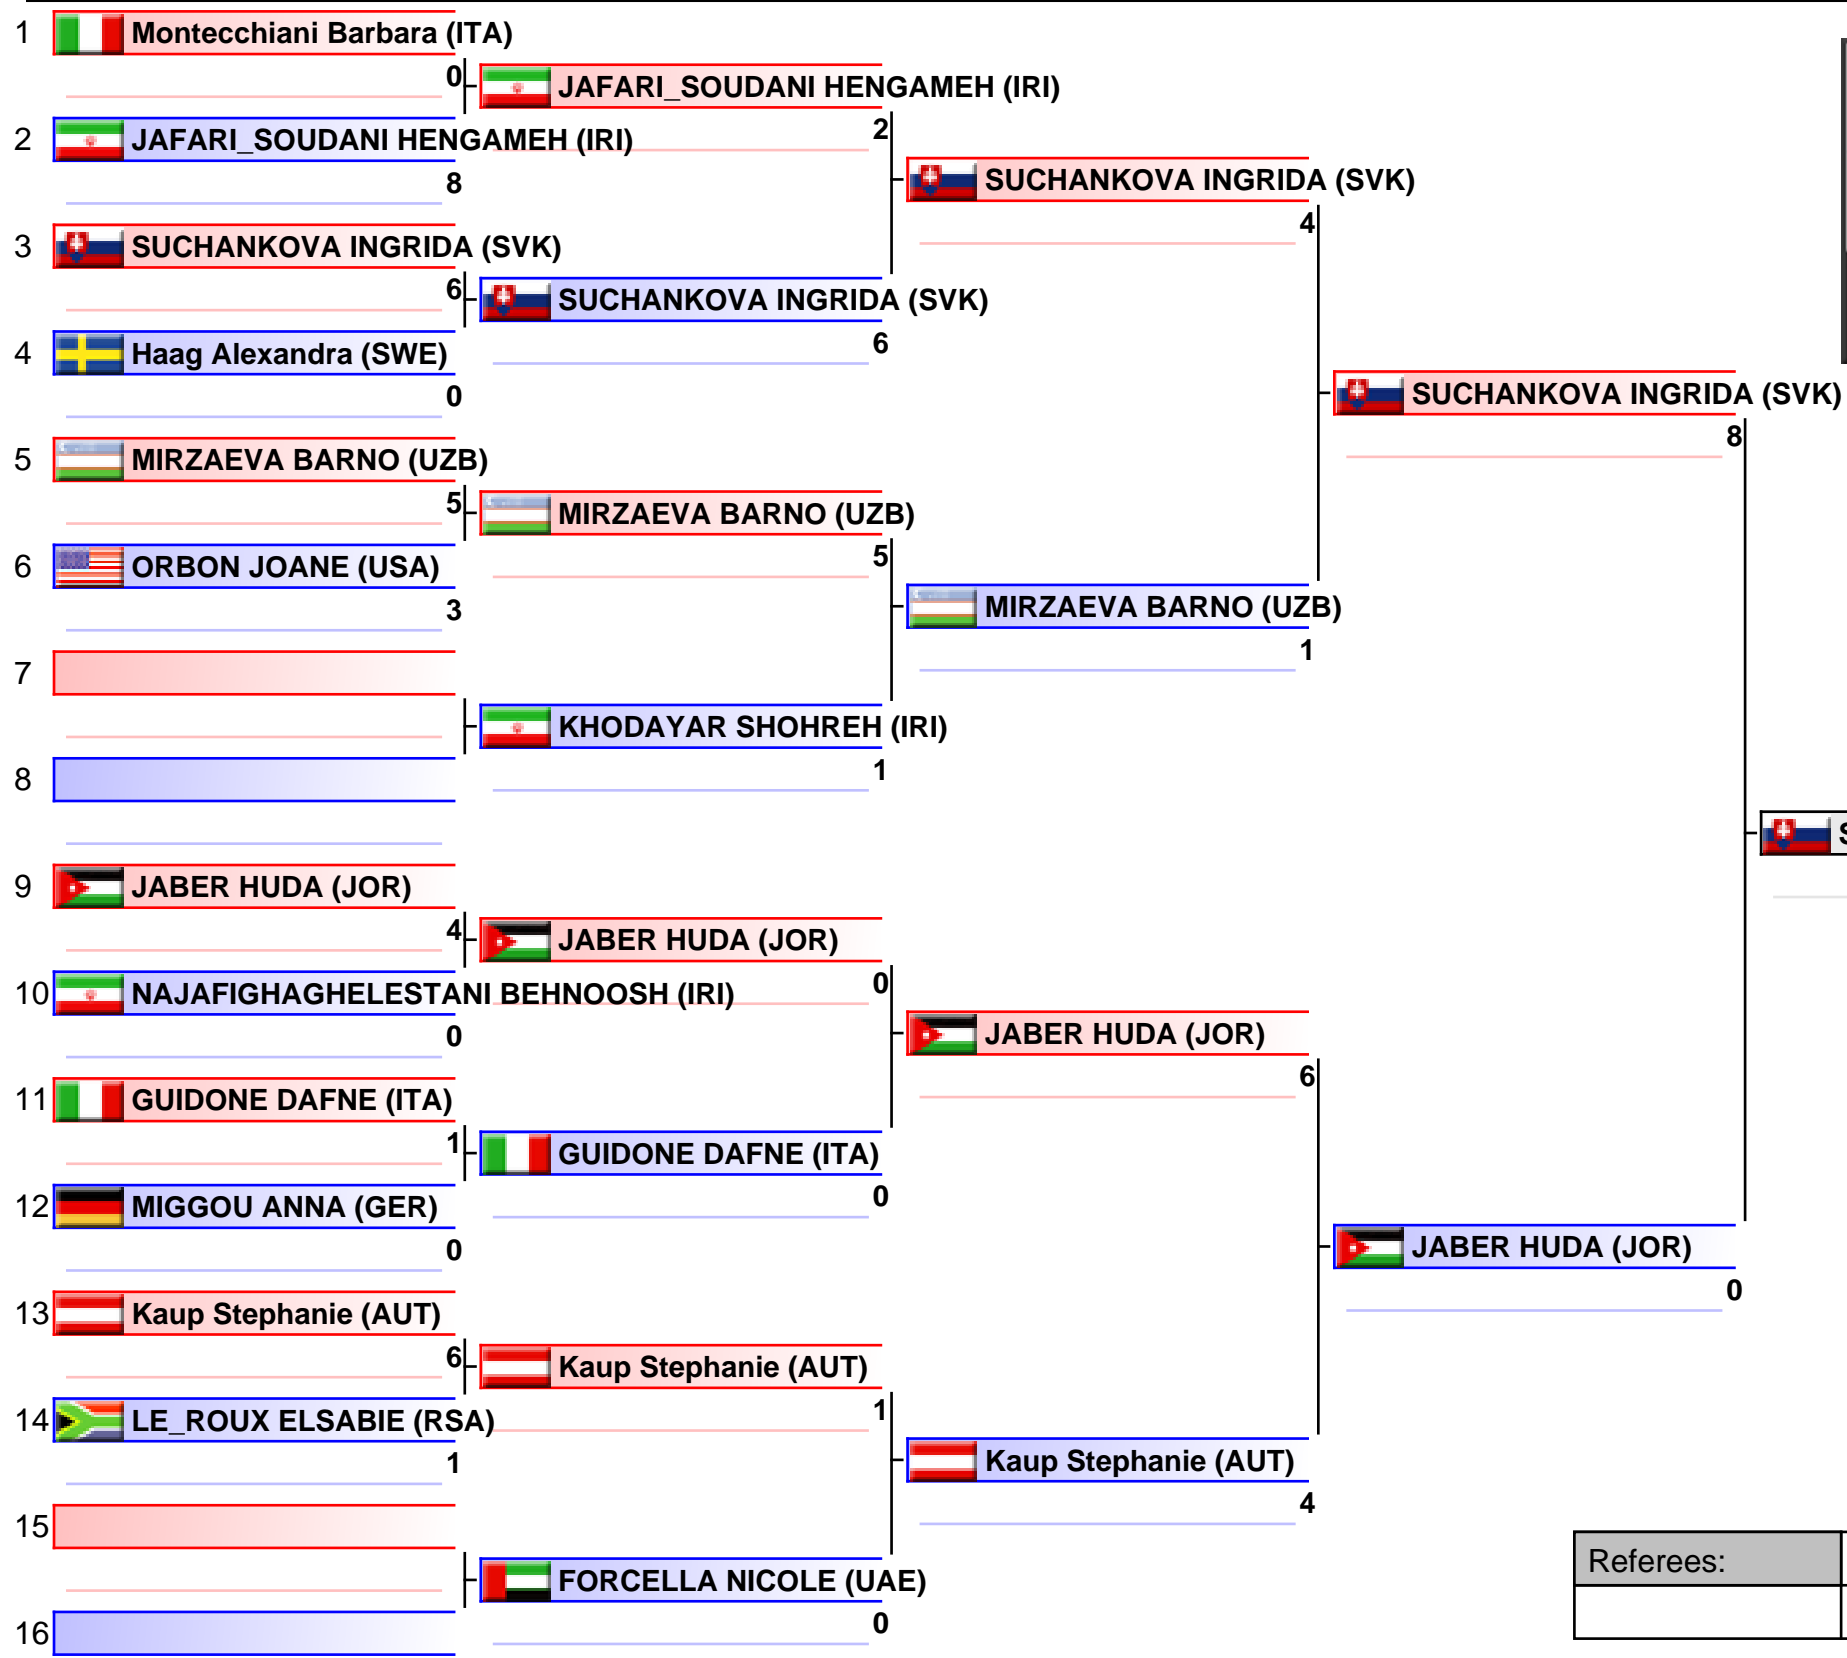 1 Montecchiani Barbara (ITA)
0
JAFARI_SOUDANI HENGAMEH (IRI)
2
2 JAFARI_SOUDANI HENGAMEH (IRI)
8
SUCHANKOVA INGRIDA (SVK)
4
3 SUCHANKOVA INGRIDA (SVK)
6
SUCHANKOVA INGRIDA (SVK)
6
4 Haag Alexandra (SWE)
0
SUCHANKOVA INGRIDA (SVK)
8
5 MIRZAEVA BARNO (UZB)
5
MIRZAEVA BARNO (UZB)
5
6 ORBON JOANE (USA)
3
MIRZAEVA BARNO (UZB)
1
7
KHODAYAR SHOHREH (IRI)
1
8
S
9 JABER HUDA (JOR)
4
JABER HUDA (JOR)
0
10 NAJAFIGHAGHELESTANI BEHNOOSH (IRI)
0
JABER HUDA (JOR)
6
11 GUIDONE DAFNE (ITA)
1
GUIDONE DAFNE (ITA)
0
12 MIGGOU ANNA (GER)
0
JABER HUDA (JOR)
0
13 Kaup Stephanie (AUT)
6
Kaup Stephanie (AUT)
1
14 LE_ROUX ELSABIE (RSA)
1
Kaup Stephanie (AUT)
4
15
FORCELLA NICOLE (UAE)
0
16
Referees: